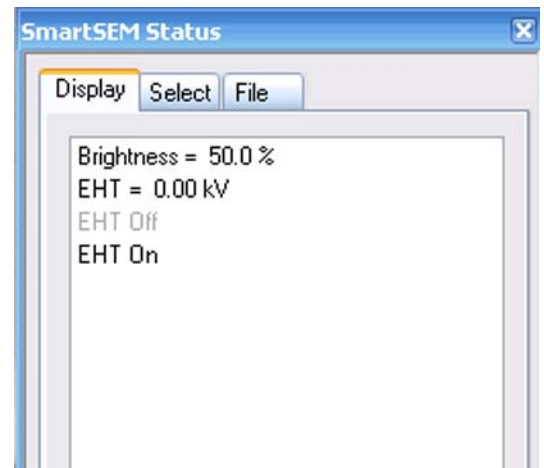 SmartSEM Status
Display Select File
Brightness = 50.0 %
EHT = 0.00 kV
EHT Off
EHT On